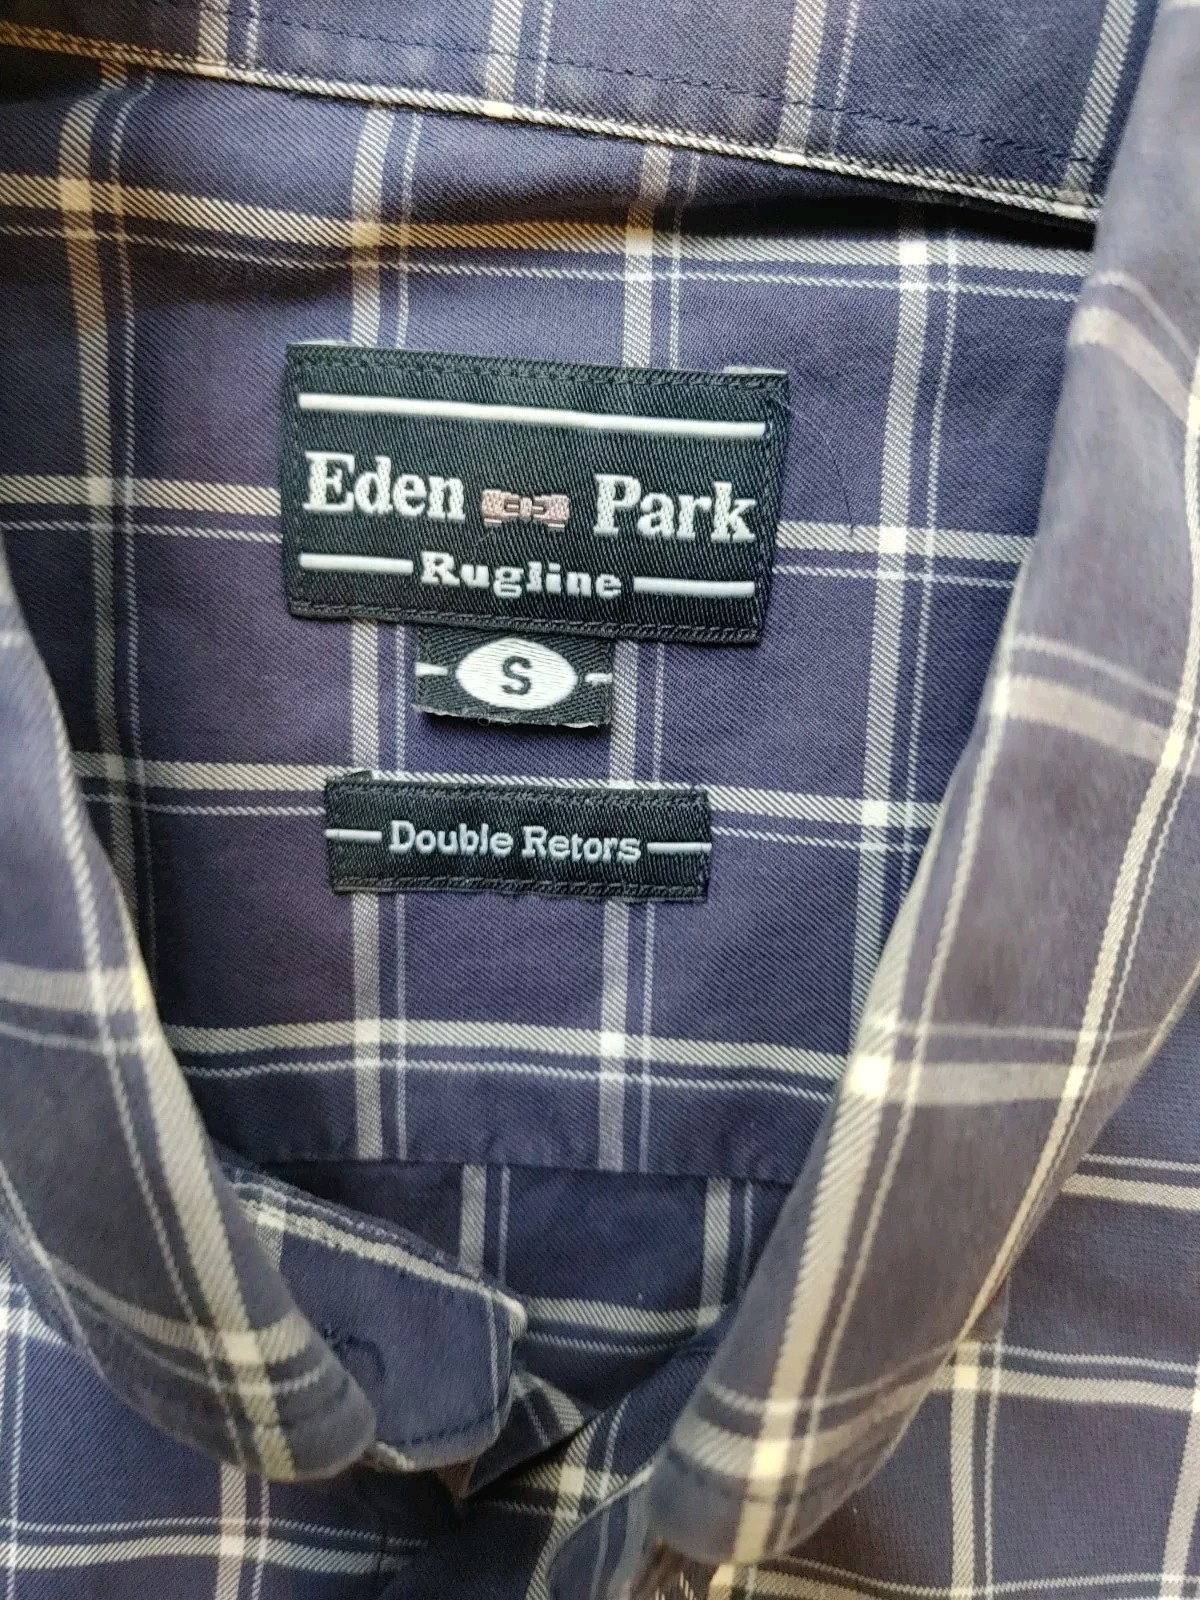 Eden Park
Rugline
S
Double Retors